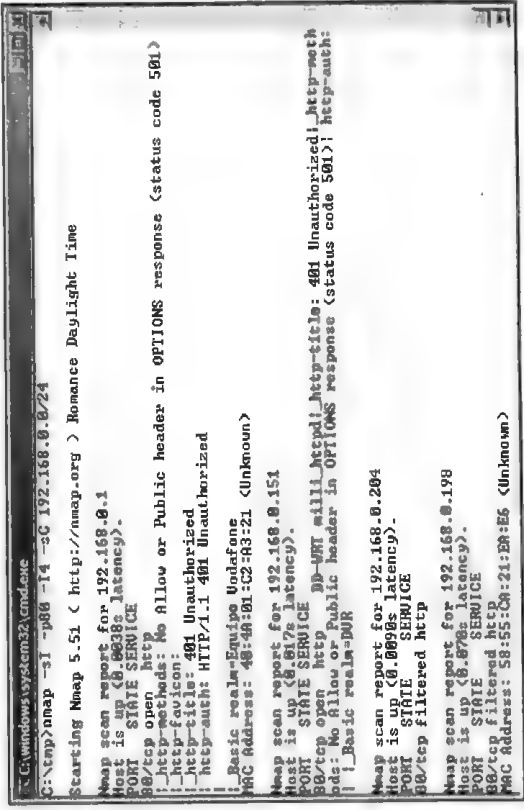 C:\windows\system32\cmd.exe
C:\tmp>nmap -sT -p80 -T4 -sC 192.168.0.0/24
Starting Nmap 5.51 ( http://nmap.org ) Romance Daylight Time
Nmap scan report for 192.168.0.1
Host is up (0.0038s latency).
PORT STATE SERVICE
80/tcp open http
|_http-methods: No Allow or Public header in OPTIONS response (status code 501)
|_http-favicon:
|_http-title: 401 Unauthorized
| http-auth: HTTP/1.1 401 Unauthorized
|
|_Basic realm=Equipo Vodafone
MAC Address: 40:4A:01:C2:A3:21 (Unknown)
Nmap scan report for 192.168.0.151
Host is up (0.017s latency).
PORT STATE SERVICE
80/tcp open http DD-WRT milli_httpd|_http-title: 401 Unauthorized|_http-meth
ods: No Allow or Public header in OPTIONS response (status code 501)| http-auth:
| |_Basic realm=DVR
Nmap scan report for 192.168.0.204
Host is up (0.0090s latency).
PORT STATE SERVICE
80/tcp filtered http
Nmap scan report for 192.168.0.198
Host is up (0.070s latency).
PORT STATE SERVICE
80/tcp filtered http
MAC Address: 58:55:CA:21:EA:E6 (Unknown)